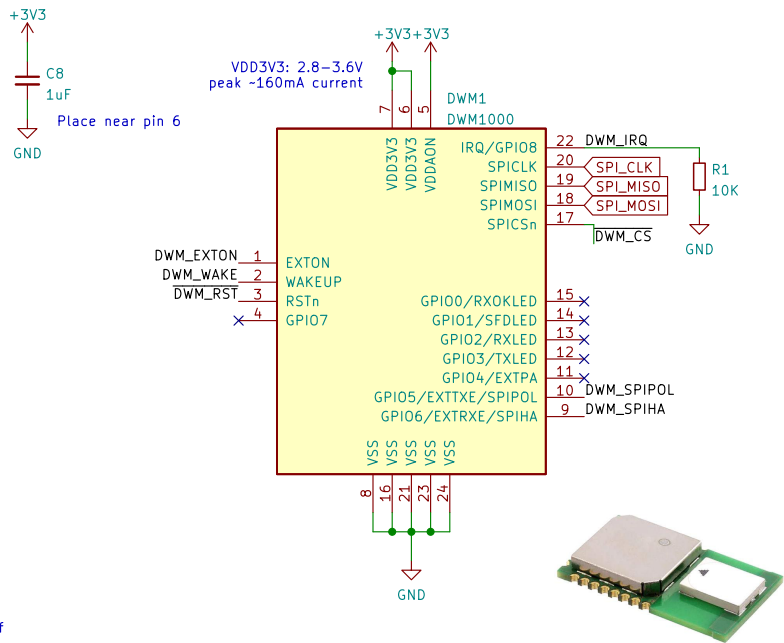 +3V3
C8
1uF
Place near pin 6
GND
+3V3 +3V3
VDD3V3: 2.8–3.6V
peak ~160mA current
7
6
5
DWM1
DWM1000
VDD3V3
VDD3V3
VDDAON
IRQ/GPIO8 22 DWM_IRQ
SPICLK 20 SPI_CLK
SPIMISO 19 SPI_MISO
SPIMOSI 18 SPI_MOSI
SPICSn 17
DWM_CS
R1
10K
GND
DWM_EXTON 1 EXTON
DWM_WAKE 2 WAKEUP
DWM_RST 3 RSTn
4 GPIO7
GPIO0/RXOKLED 15
GPIO1/SFDLED 14
GPIO2/RXLED 13
GPIO3/TXLED 12
GPIO4/EXTPA 11
GPIO5/EXTTXE/SPIPOL 10 DWM_SPIPOL
GPIO6/EXTRXE/SPIHA 9 DWM_SPIHA
VSS
VSS
VSS
VSS
VSS
8
16
21
23
24
GND
f